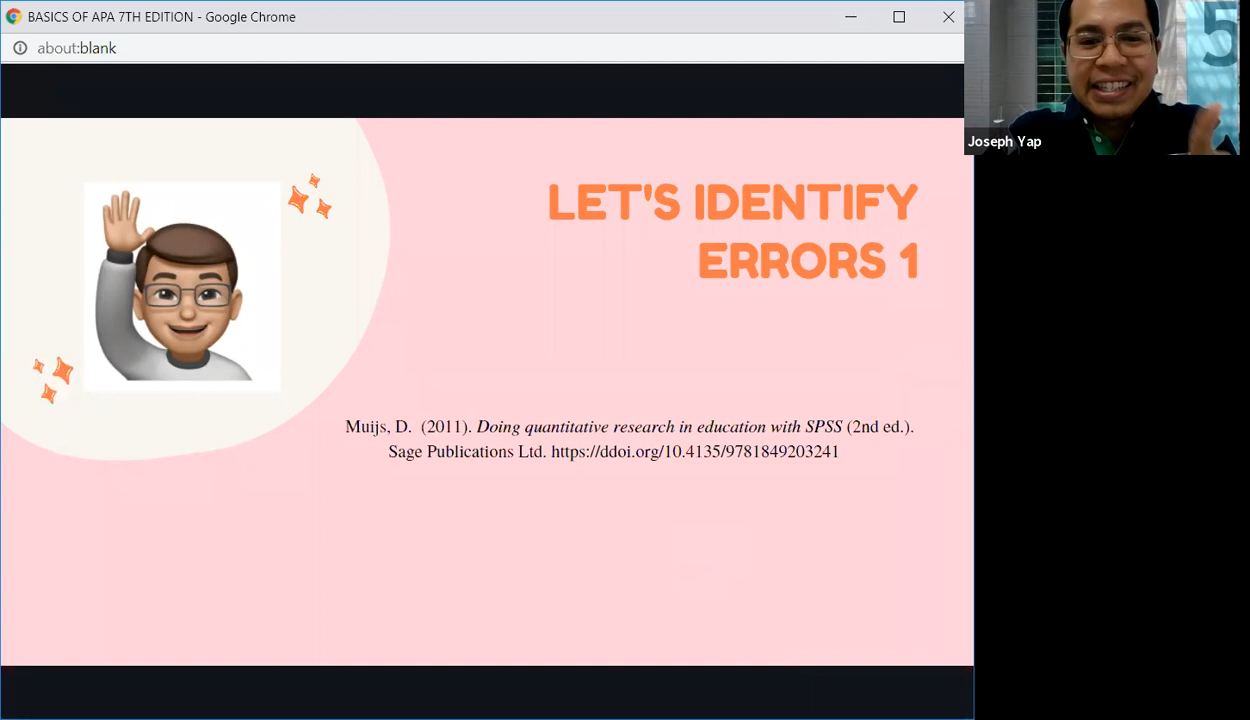 BASICS OF APA 7TH EDITION - Google Chrome
about:blank
5
Joseph Yap
LET'S IDENTIFY
ERRORS 1
Muijs, D.  (2011). Doing quantitative research in education with SPSS (2nd ed.).
Sage Publications Ltd. https://ddoi.org/10.4135/9781849203241